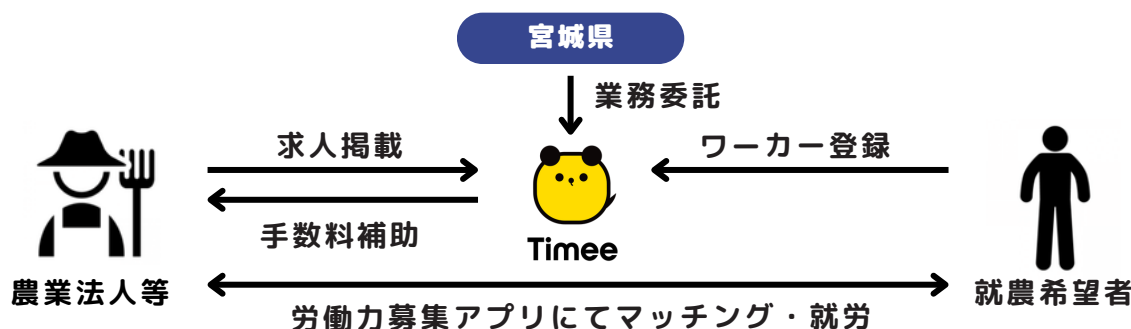 宮城県
業務委託
求人掲載
ワーカー登録
手数料補助
Timee
農業法人等
就農希望者
労働力募集アプリにてマッチング・就労